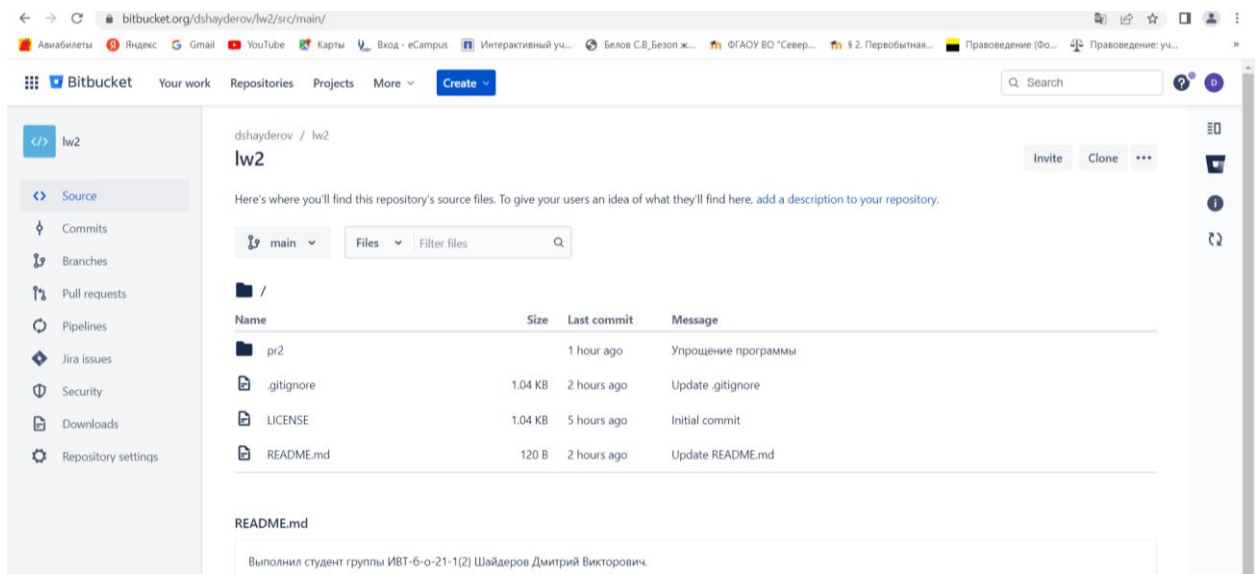 bitbucket.org/dshayderov/lw2/src/main/
Авиабилеты Яндекс Gmail YouTube Карты Вход - eCampus Интерактивный уч... Белов С.В_Безоп ж... ФГАОУ ВО "Север... § 2. Первобытная... Правоведение (Фо... Правоведение: уч... »
Bitbucket Your work Repositories Projects More Create Search ? D
lw2
Source
Commits
Branches
Pull requests
Pipelines
Jira issues
Security
Downloads
Repository settings
dshayderov / lw2
lw2
Invite Clone •••
Here's where you'll find this repository's source files. To give your users an idea of what they'll find here, add a description to your repository.
main Files Filter files
/
Name Size Last commit Message
pr2 1 hour ago Упрощение программы
.gitignore 1.04 KB 2 hours ago Update .gitignore
LICENSE 1.04 KB 5 hours ago Initial commit
README.md 120 B 2 hours ago Update README.md
README.md
Выполнил студент группы ИВТ-б-о-21-1(2) Шайдеров Дмитрий Викторович.